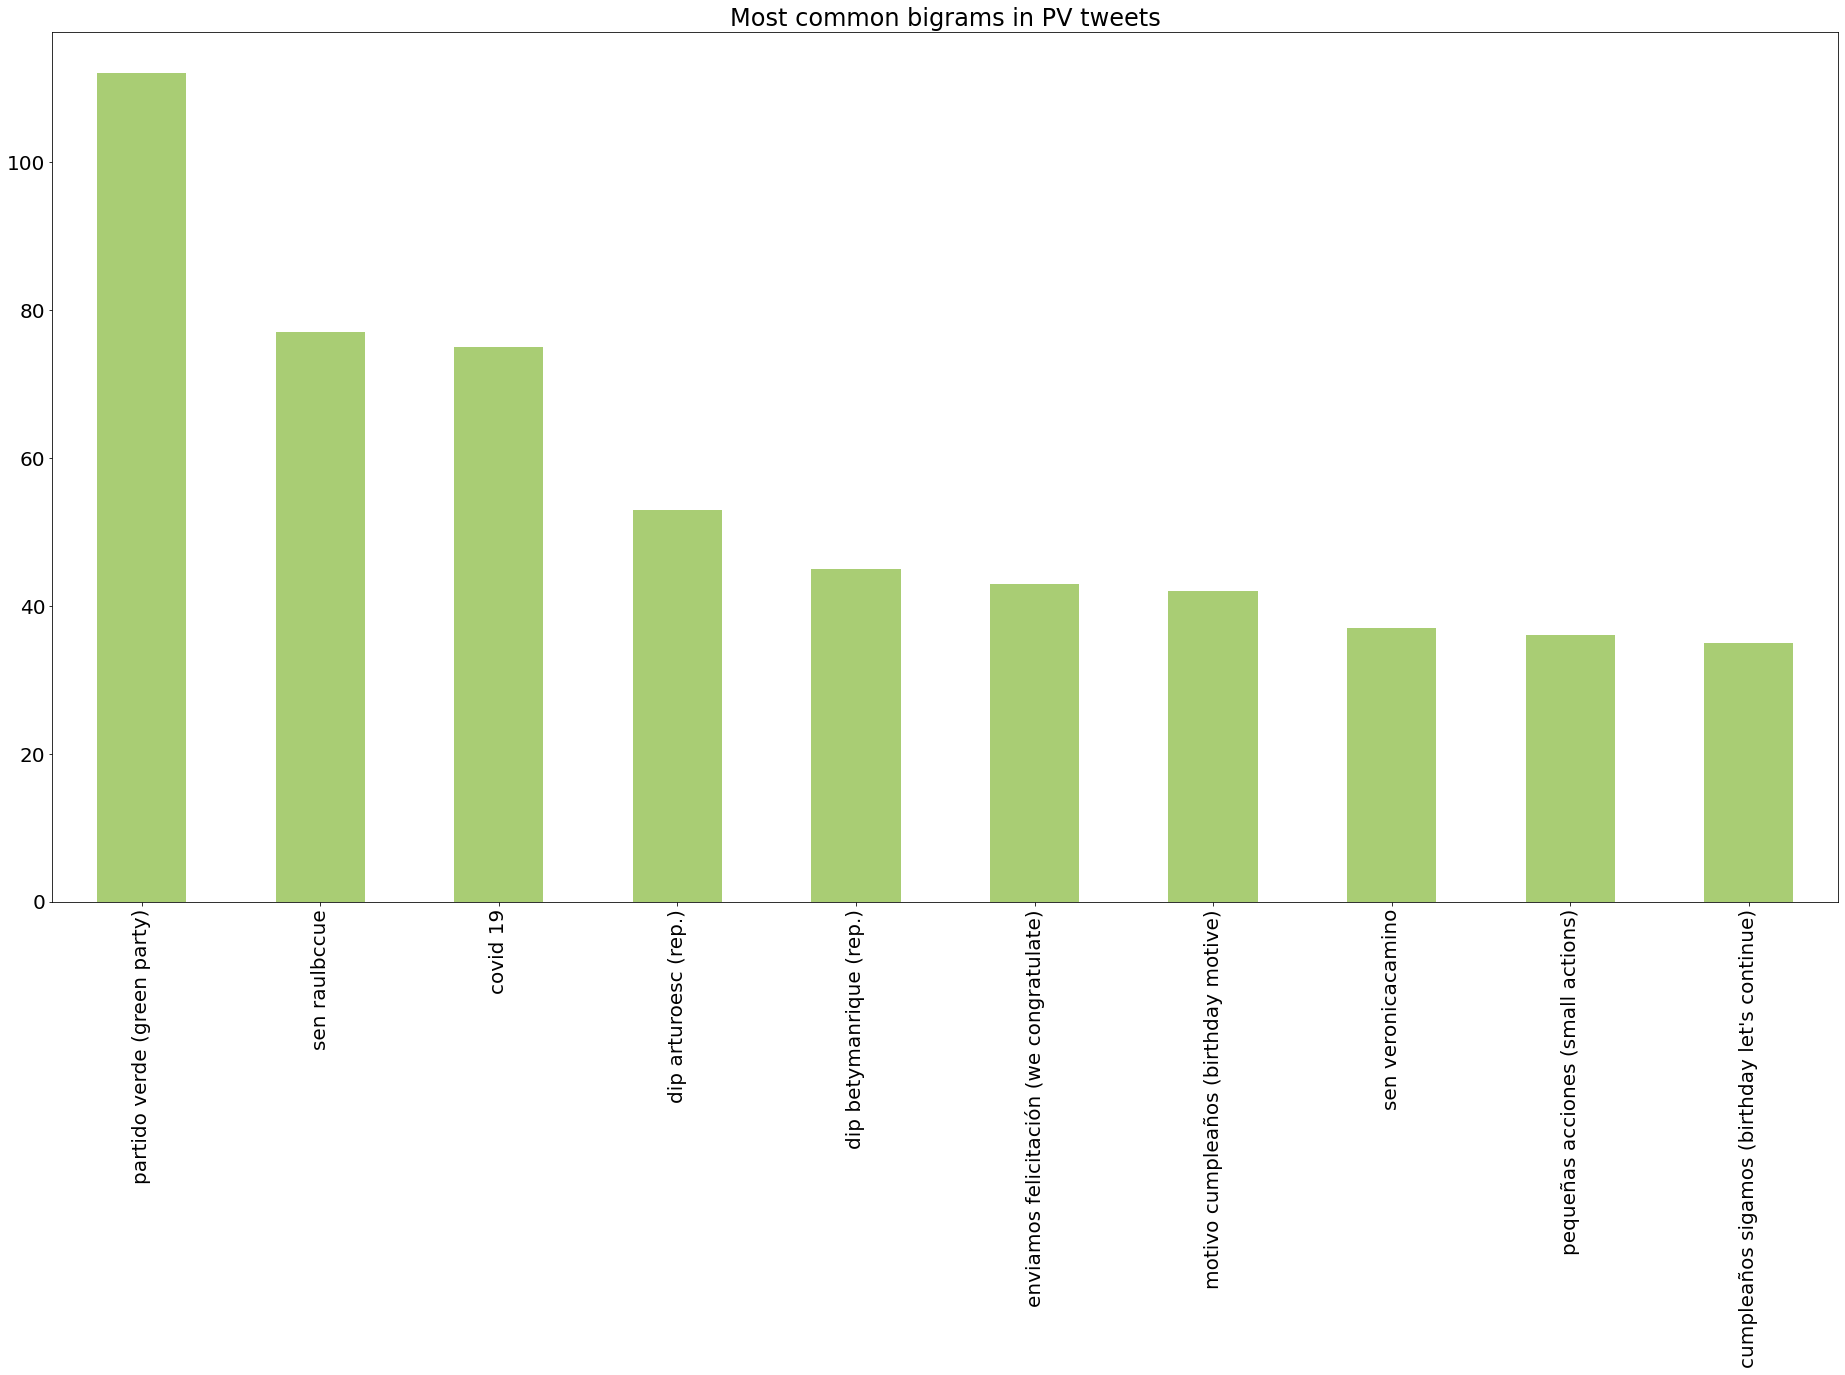 Most common bigrams in PV tweets
100
80
60
40
20
0
partido verde (green party)
sen raulbccue
covid 19
dip arturoesc (rep.)
dip betymanrique (rep.)
enviamos felicitación (we congratulate)
motivo cumpleaños (birthday motive)
sen veronicacamino
pequeñas acciones (small actions)
cumpleaños sigamos (birthday let's continue)